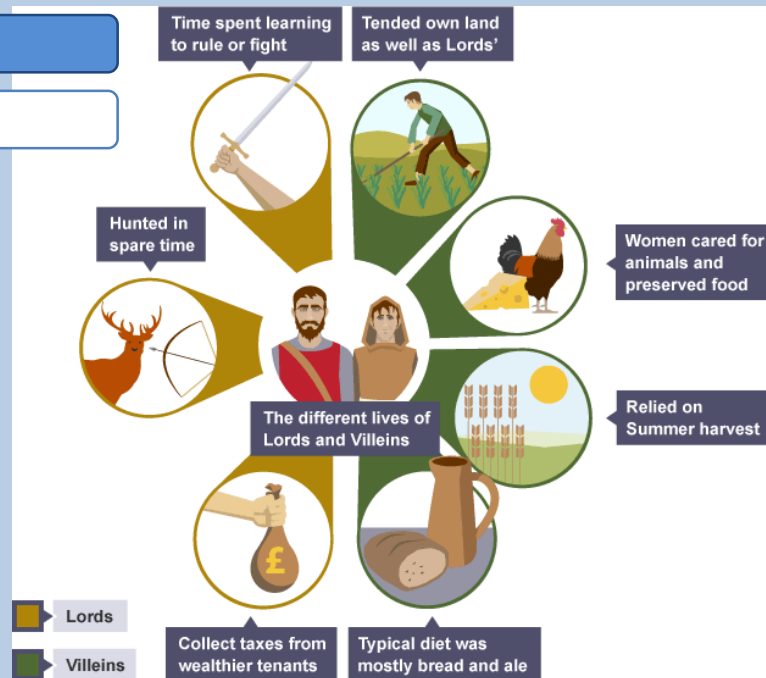 Time spent learning
to rule or fight
Tended own land
as well as Lords'
Hunted in
spare time
Women cared for
animals and
preserved food
The different lives of
Lords and Villeins
Relied on
Summer harvest
£
Lords
Villeins
Collect taxes from
wealthier tenants
Typical diet was
mostly bread and ale